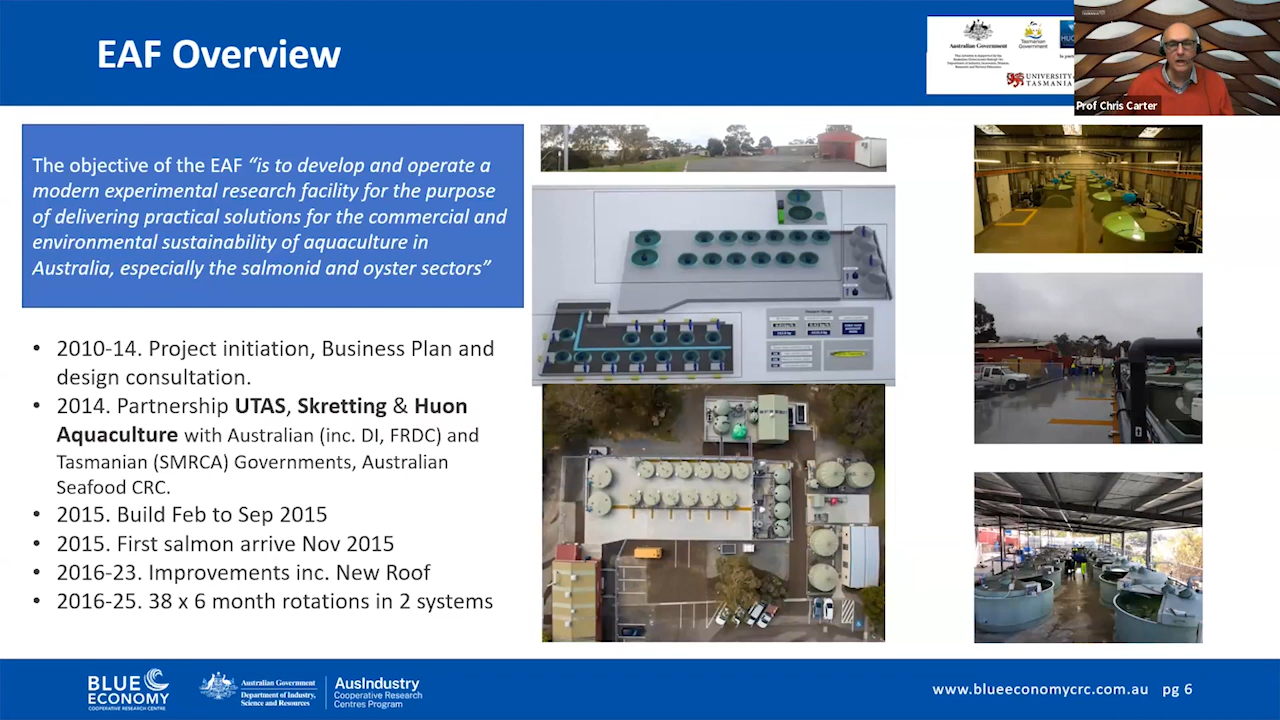 EAF Overview
Australian Government
Tasmanian
Government
HUO
UNIVERSITY
TASMANIA
Prof Chris Carter
The objective of the EAF “is to develop and operate a
modern experimental research facility for the purpose
of delivering practical solutions for the commercial and
environmental sustainability of aquaculture in
Australia, especially the salmonid and oyster sectors”
• 2010-14. Project initiation, Business Plan and
design consultation.
• 2014. Partnership UTAS, Skretting & Huon
Aquaculture with Australian (inc. DI, FRDC) and
Tasmanian (SMRCA) Governments, Australian
Seafood CRC.
• 2015. Build Feb to Sep 2015
• 2015. First salmon arrive Nov 2015
• 2016-23. Improvements inc. New Roof
• 2016-25. 38 x 6 month rotations in 2 systems
BLUE
ECONOMY
COOPERATIVE RESEARCH CENTRE
Australian Government
Department of Industry,
Science and Resources
AusIndustry
Cooperative Research
Centres Program
www.blueeconomycrc.com.au pg 6